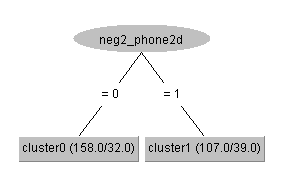 neg2_phone2d
= 0
= 1
cluster0 (158.0/32.0)
cluster1 (107.0/39.0)